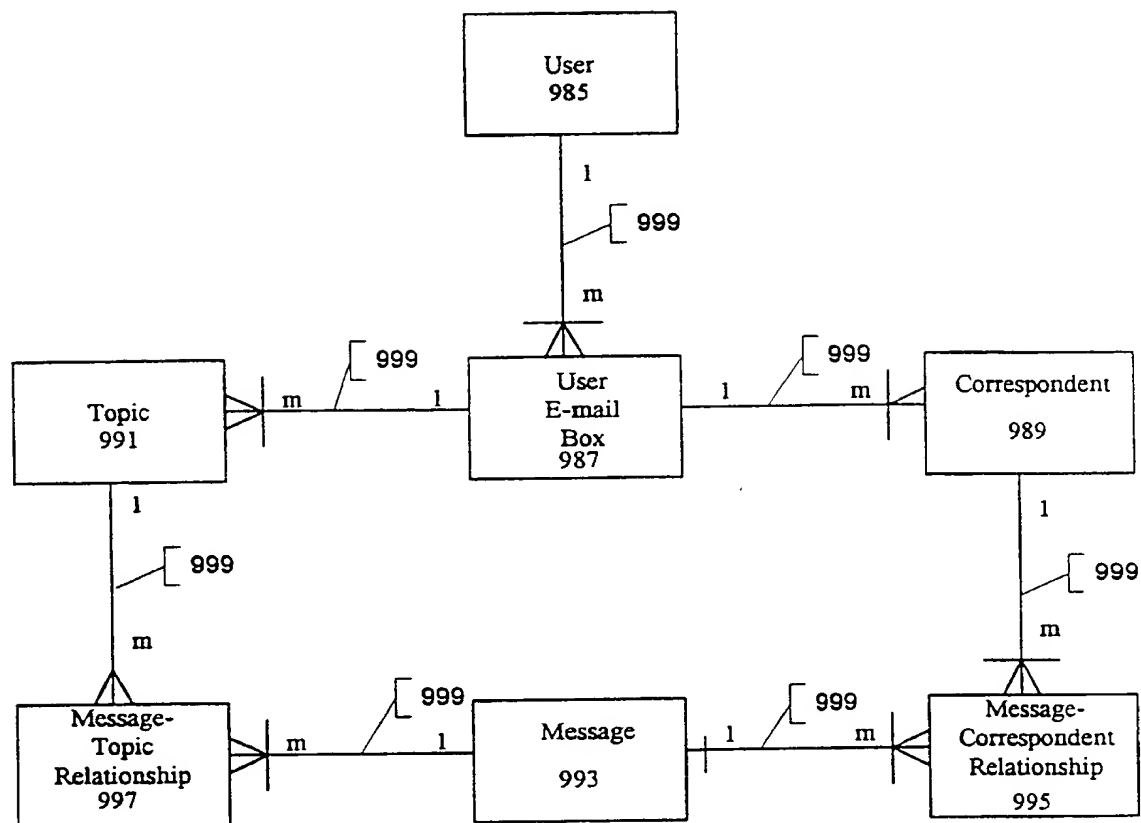 User
985
1
999
m
999
m
1
Topic
991
User
E-mail
Box
987
999
1
m
Correspondent
989
1
999
m
1
999
m
Message-
Topic
Relationship
997
999
m
1
Message
993
999
1
m
Message-
Correspondent
Relationship
995